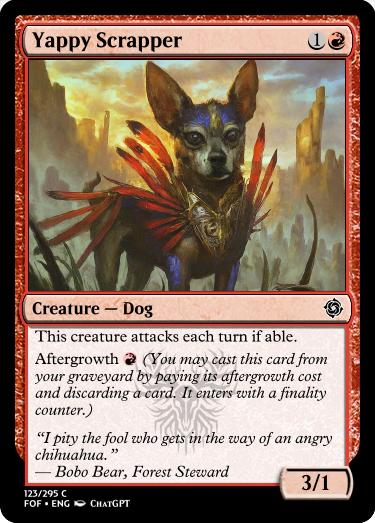 Yappy Scrapper 1
Creature — Dog
This creature attacks each turn if able.
Aftergrowth (You may cast this card from
your graveyard by paying its aftergrowth cost
and discarding a card. It enters with a finality
counter.)
“I pity the fool who gets in the way of an angry
chihuahua.”
— Bobo Bear, Forest Steward
3/1
123/295 C
FOF • ENG ChatGPT